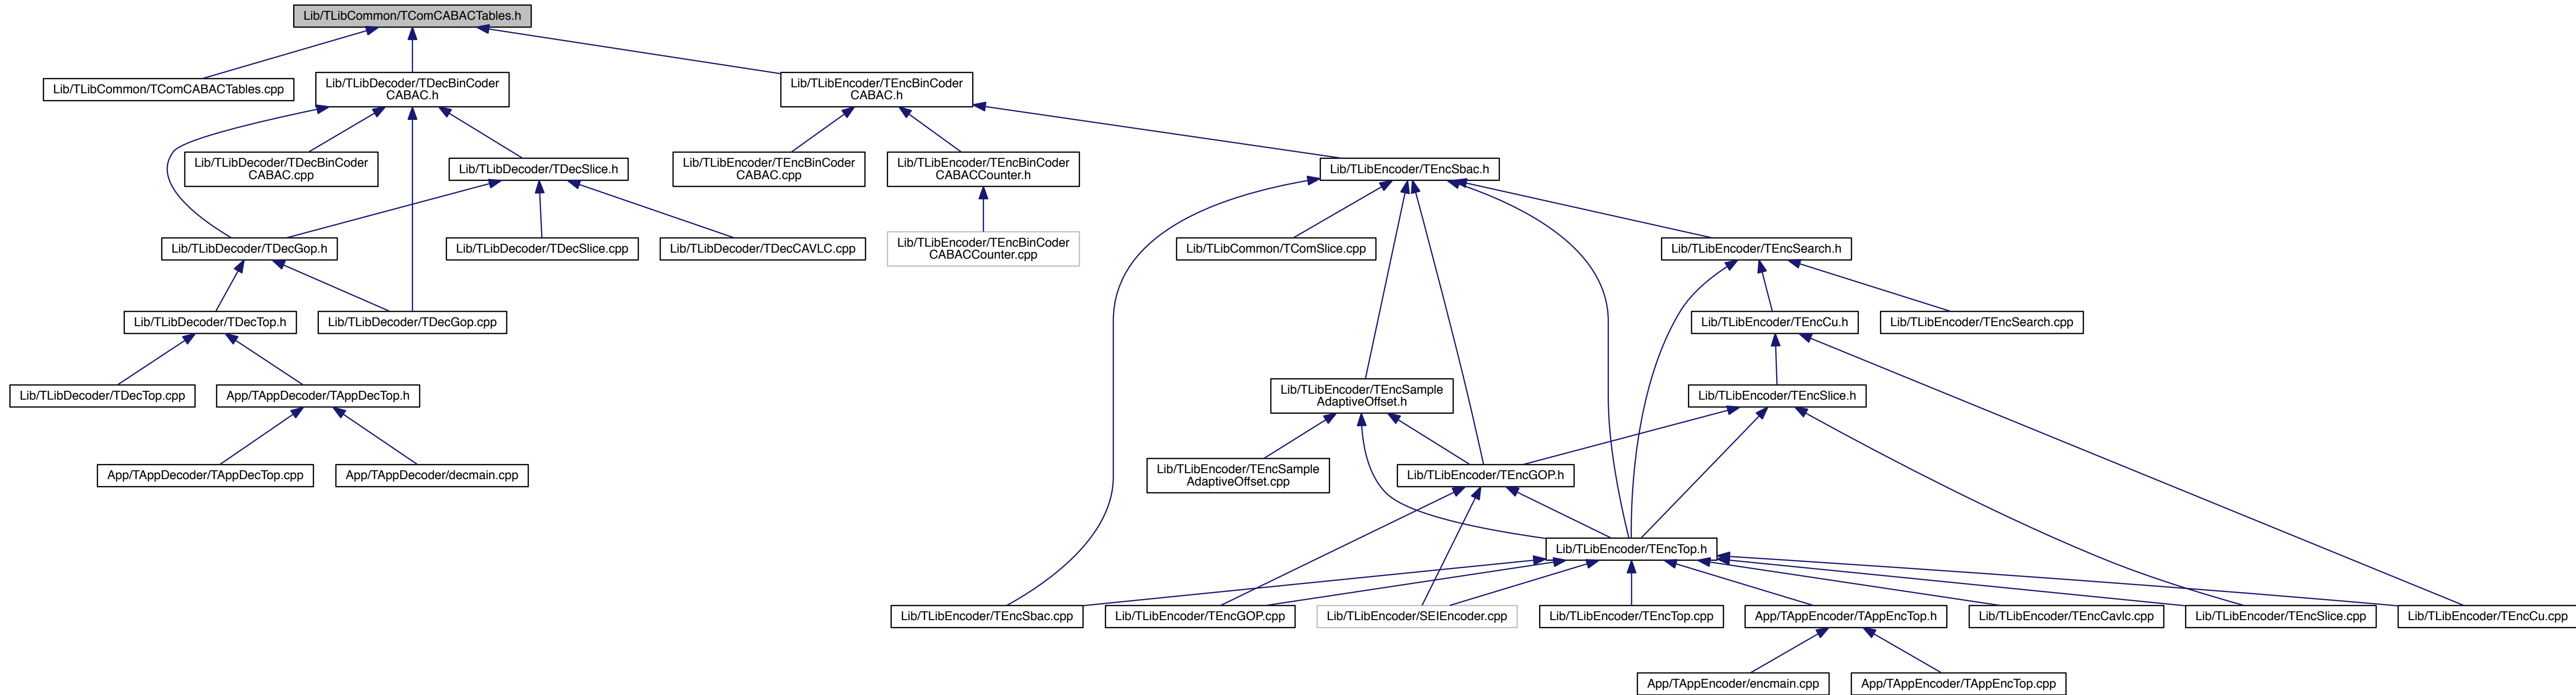 Lib/TLibCommon/TComCABACTables.h
Lib/TLibCommon/TComCABACTables.cpp
Lib/TLibDecoder/TDecBinCoder
CABAC.h
Lib/TLibEncoder/TEncBinCoder
CABAC.h
Lib/TLibDecoder/TDecBinCoder
CABAC.cpp
Lib/TLibDecoder/TDecSlice.h
Lib/TLibEncoder/TEncBinCoder
CABAC.cpp
Lib/TLibEncoder/TEncBinCoder
CABACCounter.h
Lib/TLibEncoder/TEncSbac.h
Lib/TLibDecoder/TDecGop.h
Lib/TLibDecoder/TDecSlice.cpp
Lib/TLibDecoder/TDecCAVLC.cpp
Lib/TLibEncoder/TEncBinCoder
CABACCounter.cpp
Lib/TLibCommon/TComSlice.cpp
Lib/TLibEncoder/TEncSearch.h
Lib/TLibDecoder/TDecTop.h
Lib/TLibDecoder/TDecGop.cpp
Lib/TLibEncoder/TEncCu.h
Lib/TLibEncoder/TEncSearch.cpp
Lib/TLibDecoder/TDecTop.cpp
App/TAppDecoder/TAppDecTop.h
Lib/TLibEncoder/TEncSample
AdaptiveOffset.h
Lib/TLibEncoder/TEncSlice.h
App/TAppDecoder/TAppDecTop.cpp
App/TAppDecoder/decmain.cpp
Lib/TLibEncoder/TEncSample
AdaptiveOffset.cpp
Lib/TLibEncoder/TEncGOP.h
Lib/TLibEncoder/TEncTop.h
Lib/TLibEncoder/TEncSbac.cpp
Lib/TLibEncoder/TEncGOP.cpp
Lib/TLibEncoder/SEIEncoder.cpp
Lib/TLibEncoder/TEncTop.cpp
App/TAppEncoder/TAppEncTop.h
Lib/TLibEncoder/TEncCavlc.cpp
Lib/TLibEncoder/TEncSlice.cpp
Lib/TLibEncoder/TEncCu.cpp
App/TAppEncoder/encmain.cpp
App/TAppEncoder/TAppEncTop.cpp